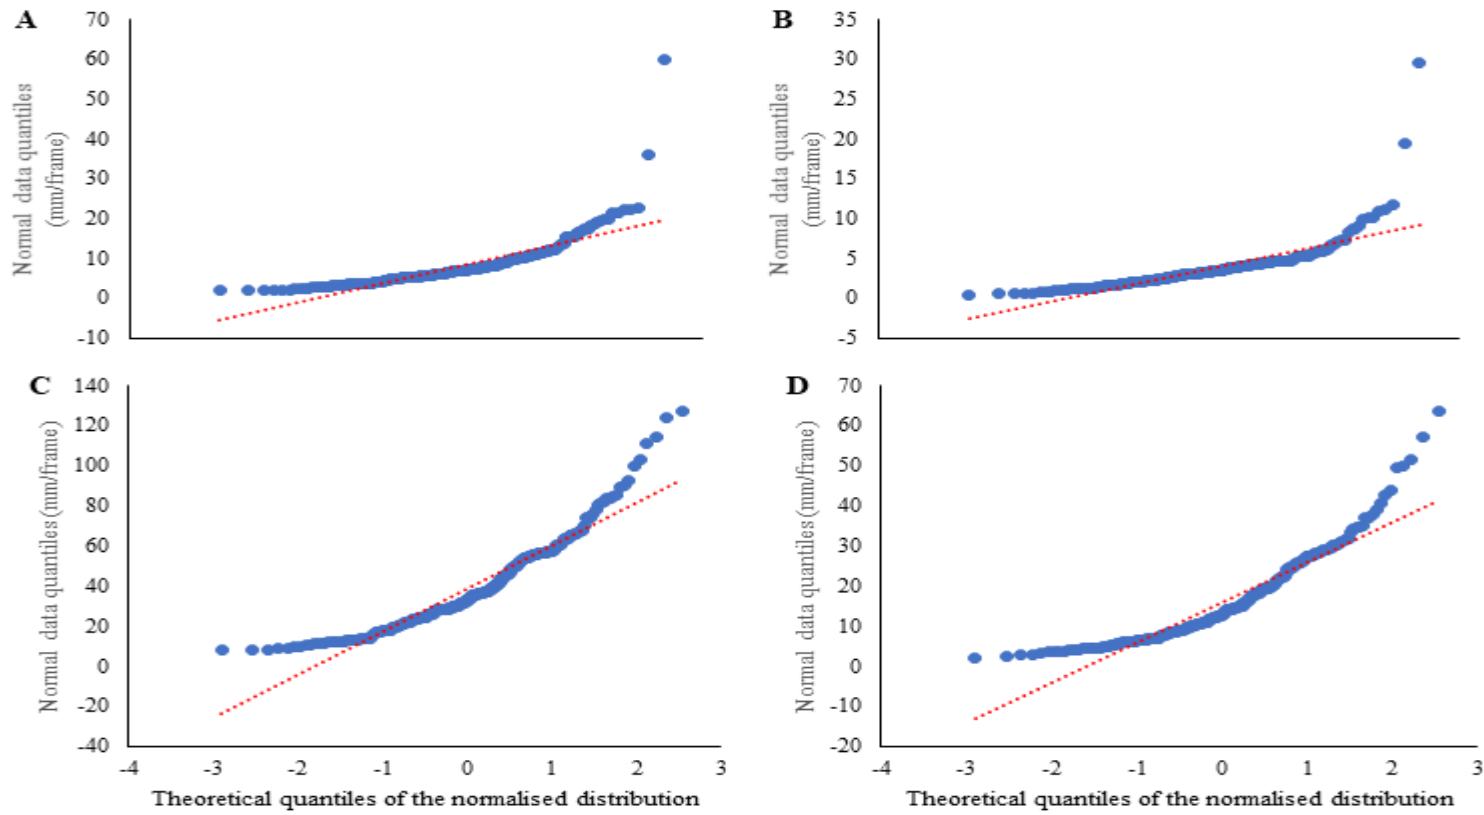 A
Normal data quantiles
(mm/frame)
70
60
50
40
30
20
10
0
-10
B
Normal data quantiles
(mm/frame)
35
30
25
20
15
10
5
0
-5
C
Normal data quantiles (mm/frame)
140
120
100
80
60
40
20
0
-20
-40
-4 -3 -2 -1 0 1 2 3
Theoretical quantiles of the normalised distribution
D
Normal data quantiles (mm/frame)
70
60
50
40
30
20
10
0
-10
-20
-4 -3 -2 -1 0 1 2 3
Theoretical quantiles of the normalised distribution